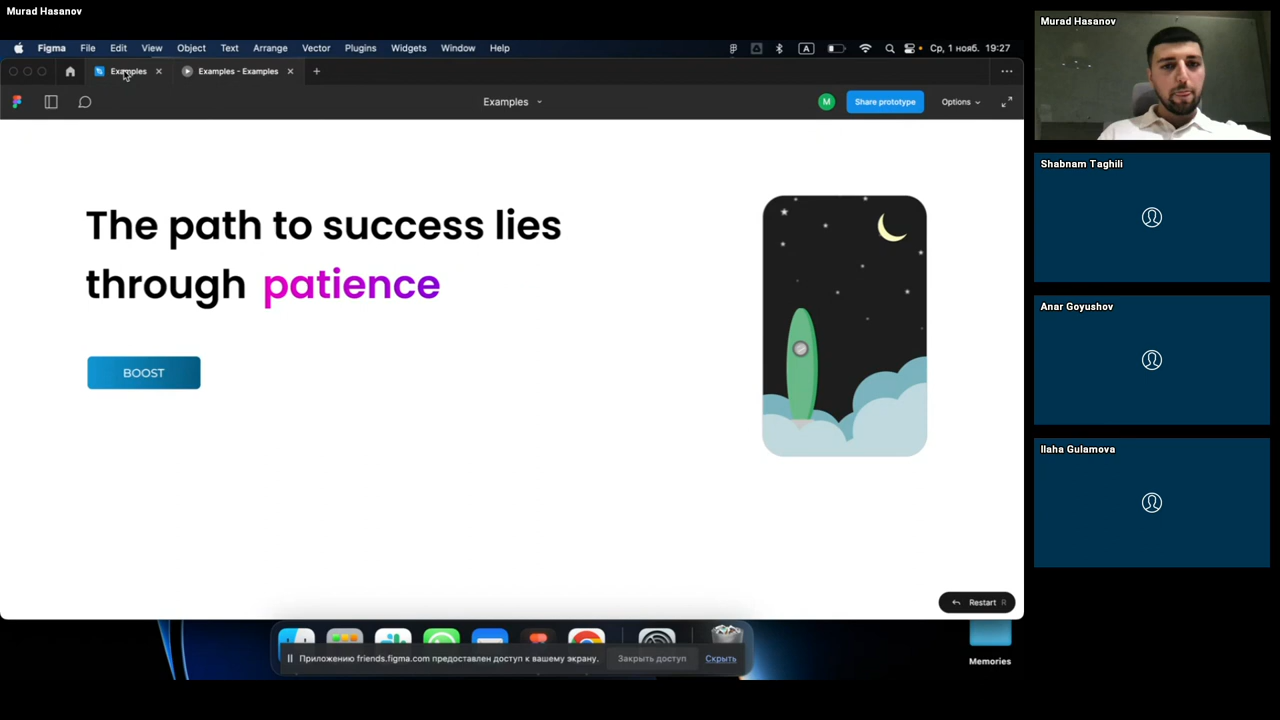 Murad Hasanov
Figma File Edit View Object Text Arrange Vector Plugins Widgets Window Help
A Ср, 1 нояб. 19:27
Examples
Examples - Examples
Examples
M
Share prototype
Options
The path to success lies
through patience
BOOST
Restart R
Приложению friends.figma.com предоставлен доступ к вашему экрану.
Закрыть доступ
Скрыть
Memories
Murad Hasanov
Shabnam Taghili
Anar Goyushov
Ilaha Gulamova